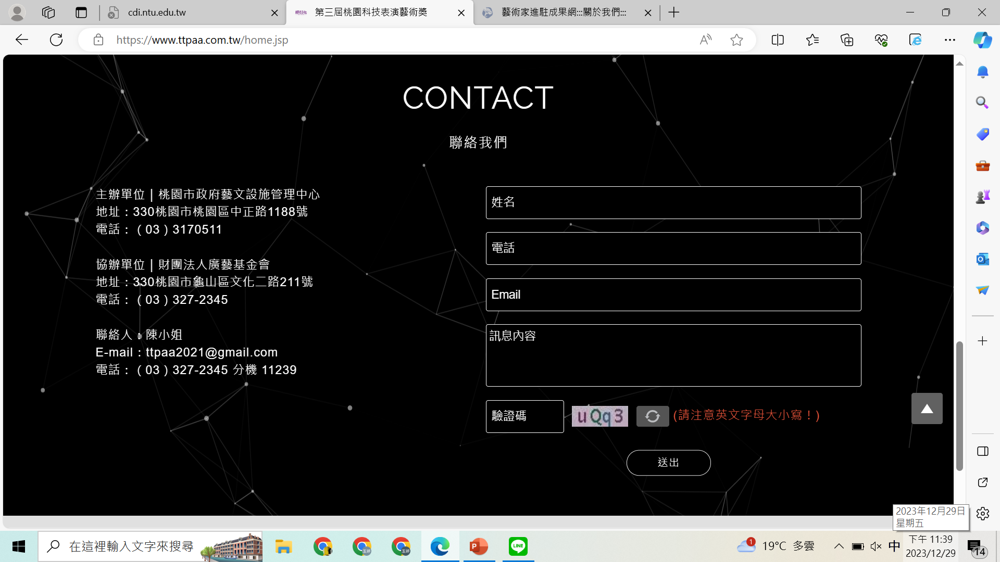 cdi.ntu.edu.tw
第三屆桃園科技表演藝術獎
藝術家進駐成果網:::關於我們:::
https://www.ttpaa.com.tw/home.jsp
CONTACT
聯絡我們
主辦單位｜桃園市政府藝文設施管理中心
地址：330桃園市桃園區中正路1188號
電話：（03）3170511
協辦單位｜財團法人廣藝基金會
地址：330桃園市龜山區文化二路211號
電話：（03）327-2345
聯絡人：陳小姐
E-mail：ttpaa2021@gmail.com
電話：（03）327-2345 分機 11239
姓名
電話
Email
訊息內容
驗證碼
uQq3
(請注意英文字母大小寫！)
送出
2023年12月29日
星期五
在這裡輸入文字來搜尋
玉婷
玉婷
LINE
1
19°C 多雲
中
下午 11:39
2023/12/29
14